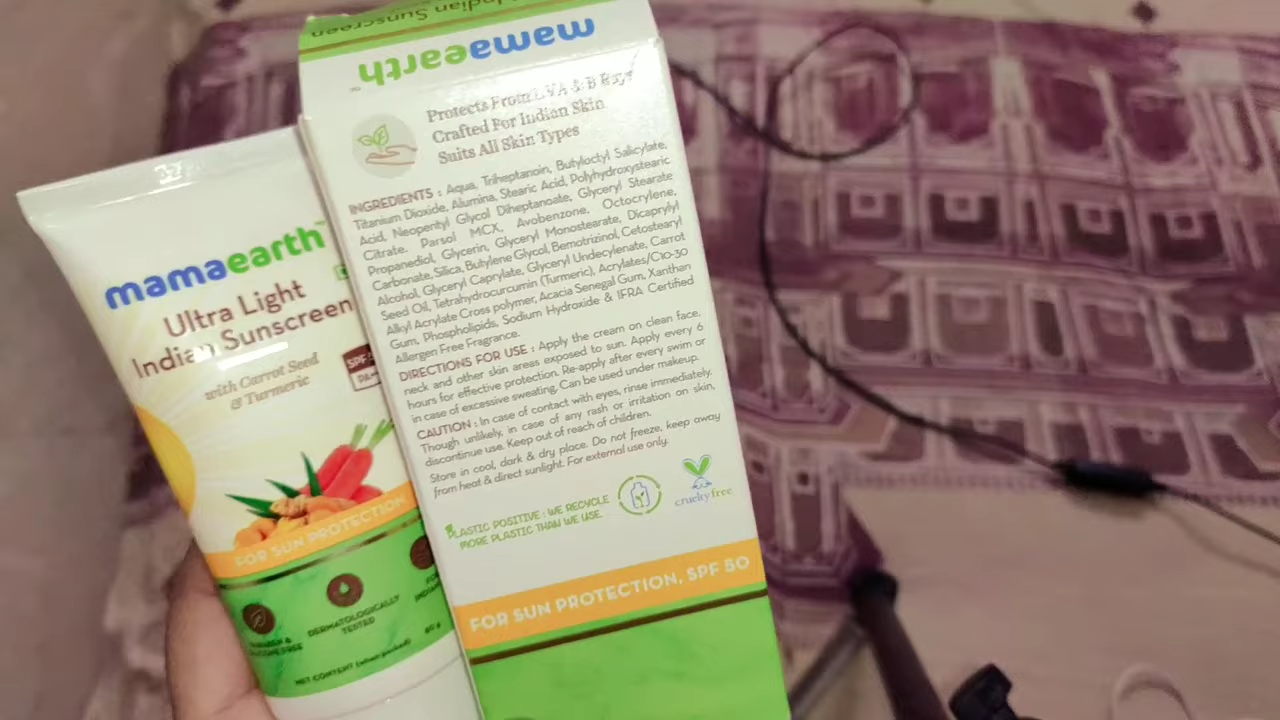 mamaearth
Ultra Light
Indian Sunscreen
with Carrot Seed
& Turmeric
SPF
PA++
FOR SUN PROTECTION
DERMATOLOGICALLY
TESTED
NET CONTENT (when packed) 80 g
Indian Sunscreen
mamaearth
Protects From UVA & B Rays
Crafted For Indian Skin
Suits All Skin Types
INGREDIENTS : Aqua, Triheptanoin, Butyloctyl Salicylate,
Titanium Dioxide, Alumina, Stearic Acid, Polyhydroxystearic
Acid, Neopentyl Glycol Diheptanoate, Glyceryl Stearate
Citrate, Parsol MCX, Avobenzone, Octocrylene,
Propanediol, Glycerin, Glyceryl Monostearate, Dicaprylyl
Carbonate, Silica, Butylene Glycol, Bemotrizinol, Cetostearyl
Alcohol, Glyceryl Caprylate, Glyceryl Undecylenate, Carrot
Seed Oil, Tetrahydrocurcumin (Turmeric), Acrylates/C10-30
Alkyl Acrylate Cross polymer, Acacia Senegal Gum, Xanthan
Gum, Phospholipids, Sodium Hydroxide & IFRA Certified
Allergen Free Fragrance.
DIRECTIONS FOR USE : Apply the cream on clean face,
neck and other skin areas exposed to sun. Apply every 6
hours for effective protection. Re-apply after every swim or
in case of excessive sweating. Can be used under makeup.
CAUTION : In case of contact with eyes, rinse immediately.
Though unlikely, in case of any rash or irritation on skin,
discontinue use. Keep out of reach of children.
Store in cool, dark & dry place. Do not freeze, keep away
from heat & direct sunlight. For external use only.
PLASTIC POSITIVE : WE RECYCLE
MORE PLASTIC THAN WE USE.
cruelty free
FOR SUN PROTECTION, SPF 50